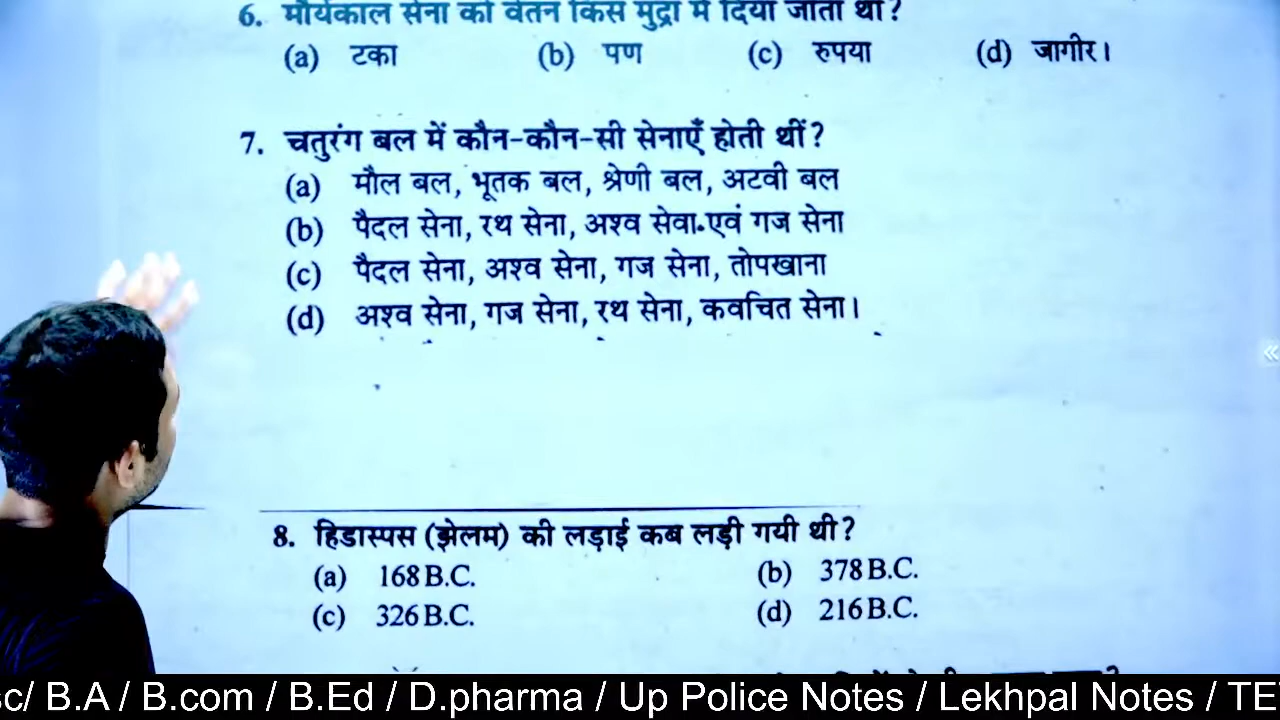 6. मौर्यकाल सेना को वेतन किस मुद्रा में दिया जाता था?
(a) टका (b) पण (c) रुपया (d) जागीर।
7. चतुरंग बल में कौन-कौन-सी सेनाएँ होती थीं?
(a) मौल बल, भूतक बल, श्रेणी बल, अटवी बल
(b) पैदल सेना, रथ सेना, अश्व सेवा एवं गज सेना
(c) पैदल सेना, अश्व सेना, गज सेना, तोपखाना
(d) अश्व सेना, गज सेना, रथ सेना, कवचित सेना।
8. हिडास्पस (झेलम) की लड़ाई कब लड़ी गयी थी?
(a) 168 B.C. (b) 378 B.C.
(c) 326 B.C. (d) 216 B.C.
/ B.A / B.com / B.Ed / D.pharma / Up Police Notes / Lekhpal Notes /